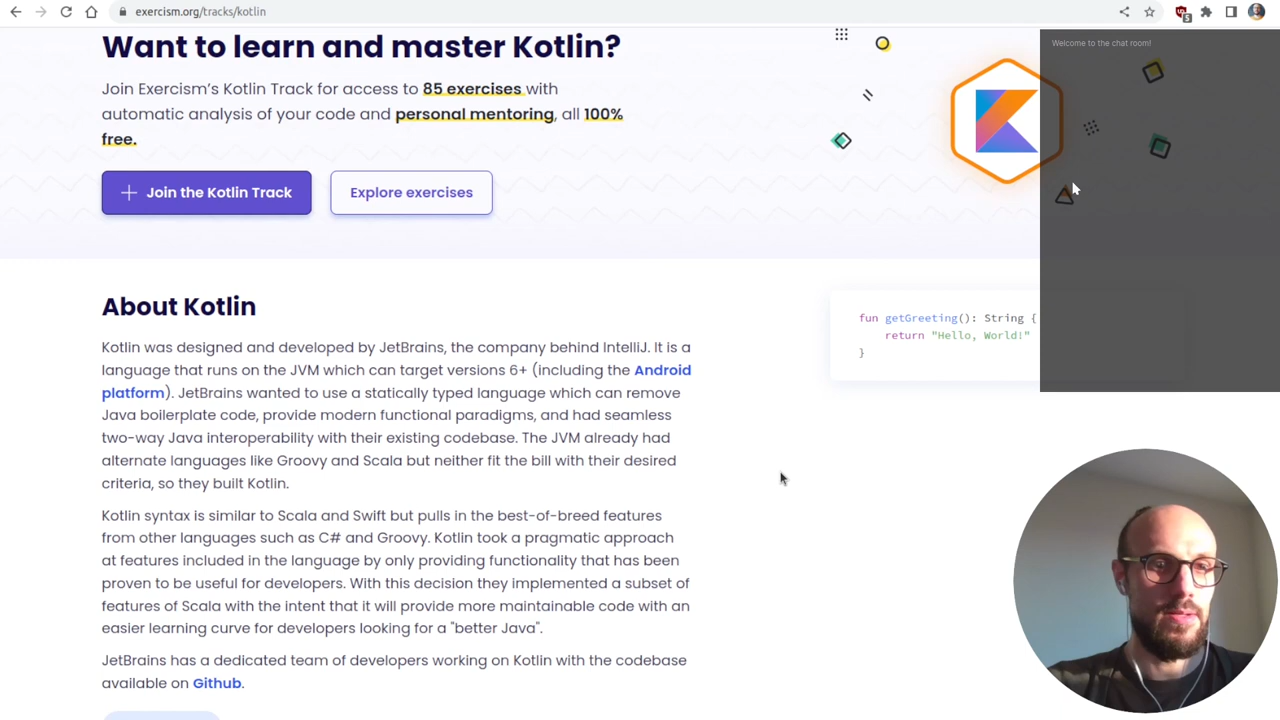 exercism.org/tracks/kotlin
5
Want to learn and master Kotlin?
Welcome to the chat room!
Join Exercism's Kotlin Track for access to 85 exercises with
automatic analysis of your code and personal mentoring, all 100%
free.
Join the Kotlin Track
Explore exercises
About Kotlin
Kotlin was designed and developed by JetBrains, the company behind IntelliJ. It is a
language that runs on the JVM which can target versions 6+ (including the Android
platform). JetBrains wanted to use a statically typed language which can remove
Java boilerplate code, provide modern functional paradigms, and had seamless
two-way Java interoperability with their existing codebase. The JVM already had
alternate languages like Groovy and Scala but neither fit the bill with their desired
criteria, so they built Kotlin.
Kotlin syntax is similar to Scala and Swift but pulls in the best-of-breed features
from other languages such as C# and Groovy. Kotlin took a pragmatic approach
at features included in the language by only providing functionality that has been
proven to be useful for developers. With this decision they implemented a subset of
features of Scala with the intent that it will provide more maintainable code with an
easier learning curve for developers looking for a "better Java".
JetBrains has a dedicated team of developers working on Kotlin with the codebase
available on Github.
fun getGreeting(): String {
return "Hello, World!"
}